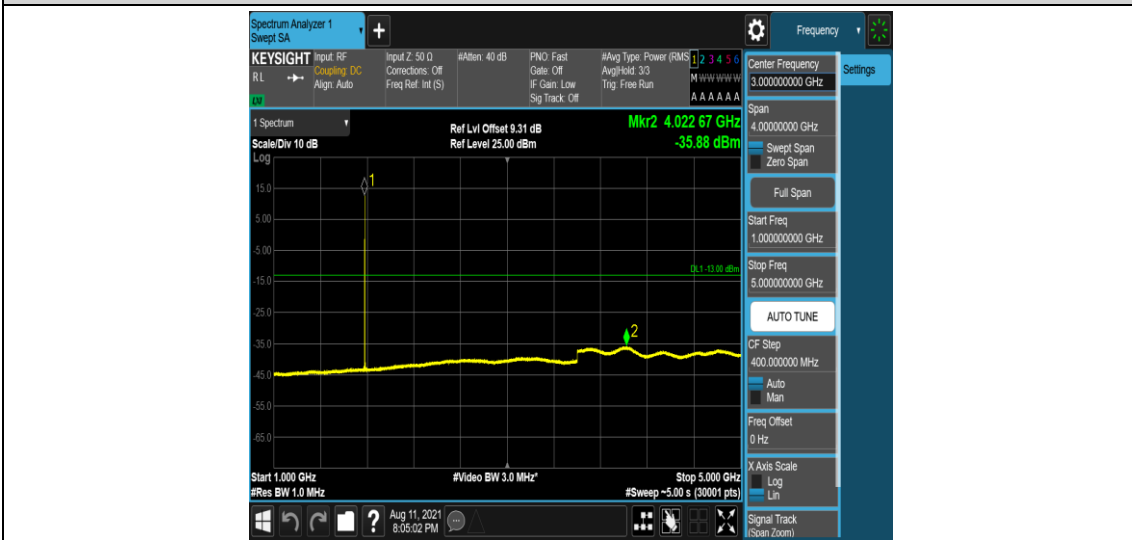 Spectrum Analyzer 1
Swept SA
+
Frequency
KEYSIGHT
RL
LXI
Input: RF
Coupling: DC
Align: Auto
Input Z: 50 Ω
Corrections: Off
Freq Ref: Int (S)
#Atten: 40 dB
PNO: Fast
Gate: Off
IF Gain: Low
Sig Track: Off
#Avg Type: Power (RMS
Avg|Hold: 3/3
Trig: Free Run
1 2 3 4 5 6
M W W W W W
A A A A A A
1 Spectrum
Scale/Div 10 dB
Log
Ref Lvl Offset 9.31 dB
Ref Level 25.00 dBm
Mkr2 4.022 67 GHz
-35.88 dBm
15.0
5.00
-5.00
-15.0
-25.0
-35.0
-45.0
-55.0
-65.0
1
DL1 -13.00 dBm
2
Start 1.000 GHz
#Res BW 1.0 MHz
#Video BW 3.0 MHz*
Stop 5.000 GHz
#Sweep ~5.00 s (30001 pts)
?
Aug 11, 2021
8:05:02 PM
Center Frequency
3.000000000 GHz
Settings
Span
4.00000000 GHz
Swept Span
Zero Span
Full Span
Start Freq
1.000000000 GHz
Stop Freq
5.000000000 GHz
AUTO TUNE
CF Step
400.000000 MHz
Auto
Man
Freq Offset
0 Hz
X Axis Scale
Log
Lin
Signal Track
(Span Zoom)